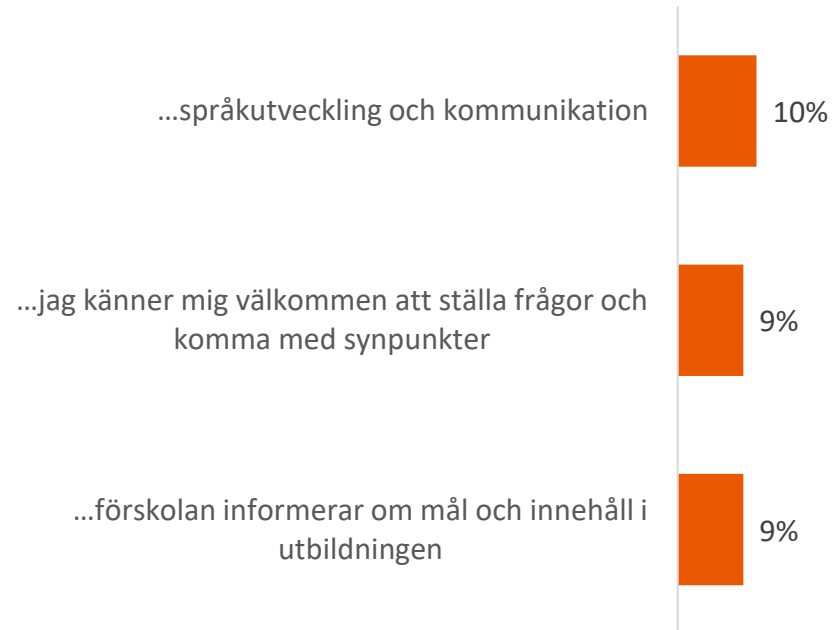 ...språkutveckling och kommunikation
10%
...jag känner mig välkommen att ställa frågor och
komma med synpunkter
9%
...förskolan informerar om mål och innehåll i
utbildningen
9%